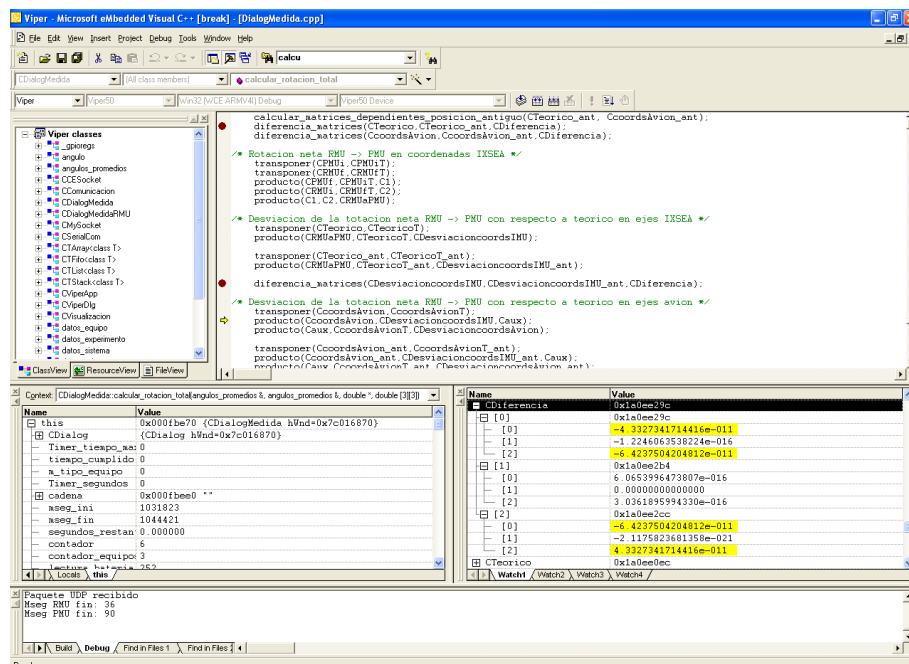 Viper - Microsoft eMbedded Visual C++ [break] - [DialogMedida.cpp]
File Edit View Insert Project Debug Tools Window Help
calcu
CDialogMedida (All class members) calcular_rotacion_total
Viper Viper50 Win32 (WCE ARMV4I) Debug Viper50 Device
Viper classes
_gpioregs
angulo
angulos_promedios
CCESocket
CComunicacion
CDialogMedida
CDialogMedidaRMU
CMySocket
CSerialCom
CTArray<class T>
CTFifo<class T>
CTList<class T>
CTStack<class T>
CViperApp
CViperDlg
CVisualizacion
datos_equipo
datos_experimento
datos_sistema
ClassView ResourceView FileView
calcular_matrices_dependientes_posicion_antiguo(CTeorico_ant, CcoordsAvion_ant);
diferencia_matrices(CTeorico,CTeorico_ant,CDiferencia);
diferencia_matrices(CcoordsAvion,CcoordsAvion_ant,CDiferencia);
/* Rotacion neta RMU -> PMU en coordenadas IXSEA */
transponer(CPMUi,CPMUiT);
transponer(CRMUf,CRMUfT);
producto(CPMUf,CPMUiT,C1);
producto(CRMUi,CRMUfT,C2);
producto(C1,C2,CRMUaPMU);
/* Desviacion de la totacion neta RMU -> PMU con respecto a teorico en ejes IXSEA */
transponer(CTeorico,CTeoricoT);
producto(CRMUaPMU,CTeoricoT,CDesviacioncoordsIMU);
transponer(CTeorico_ant,CTeoricoT_ant);
producto(CRMUaPMU,CTeoricoT_ant,CDesviacioncoordsIMU_ant);
diferencia_matrices(CDesviacioncoordsIMU,CDesviacioncoordsIMU_ant,CDiferencia);
/* Desviacion de la totacion neta RMU -> PMU con respecto a teorico en ejes avion */
transponer(CcoordsAvion,CcoordsAvionT);
producto(CcoordsAvion,CDesviacioncoordsIMU,Caux);
producto(Caux,CcoordsAvionT,CDesviacioncoordsAvion);
transponer(CcoordsAvion_ant,CcoordsAvionT_ant);
producto(CcoordsAvion_ant,CDesviacioncoordsIMU_ant,Caux);
producto(Caux,CcoordsAvionT_ant,CDesviacioncoordsAvion_ant);
Context: CDialogMedida::calcular_rotacion_total(angulos_promedios &, angulos_promedios &, double *, double [3][3])
Name Value
this 0x000fbe70 {CDialogMedida hWnd=0x7c016870}
CDialog {CDialog hWnd=0x7c016870}
Timer_tiempo_ma 0
tiempo_cumplido 0
m_tipo_equipo 0
Timer_segundos 0
cadena 0x000fbee0 ""
mseg_ini 1031823
mseg_fin 1044421
segundos_restan 0.000000
contador 6
contador_equipo 3
lectura_bateria 252
Locals this
Name Value
CDiferencia 0x1a0ee29c
[0] 0x1a0ee29c
[0] -4.3327341714416e-011
[1] -1.2246063538224e-016
[2] -6.4237504204812e-011
[1] 0x1a0ee2b4
[0] 6.0653996473807e-016
[1] 0.00000000000000
[2] 3.0361895994330e-016
[2] 0x1a0ee2cc
[0] -6.4237504204812e-011
[1] -2.1175823681358e-021
[2] 4.3327341714416e-011
CTeorico 0x1a0ee0ec
Watch1 Watch2 Watch3 Watch4
Paquete UDP recibido
Mseg RMU fin: 36
Mseg PMU fin: 90
Build Debug Find in Files 1 Find in Files 2